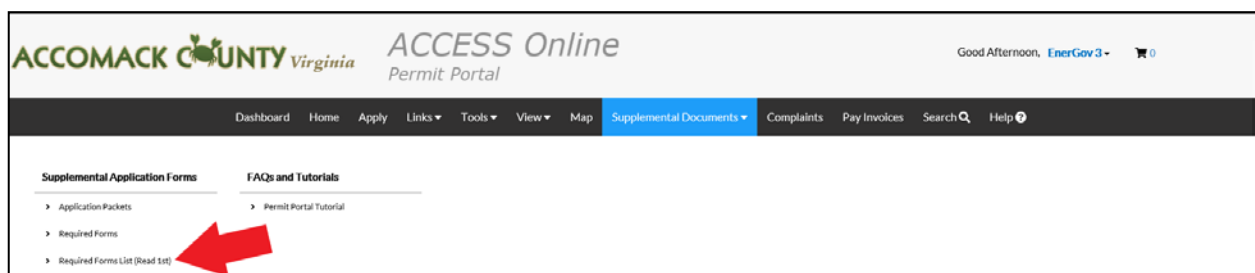 ACCOMACK COUNTY Virginia
ACCESS Online
Permit Portal
Good Afternoon, EnerGov 3
0
Dashboard Home Apply Links Tools View Map Supplemental Documents Complaints Pay Invoices Search Help
Supplemental Application Forms
Application Packets
Required Forms
Required Forms List (Read 1st)
FAQs and Tutorials
Permit Portal Tutorial